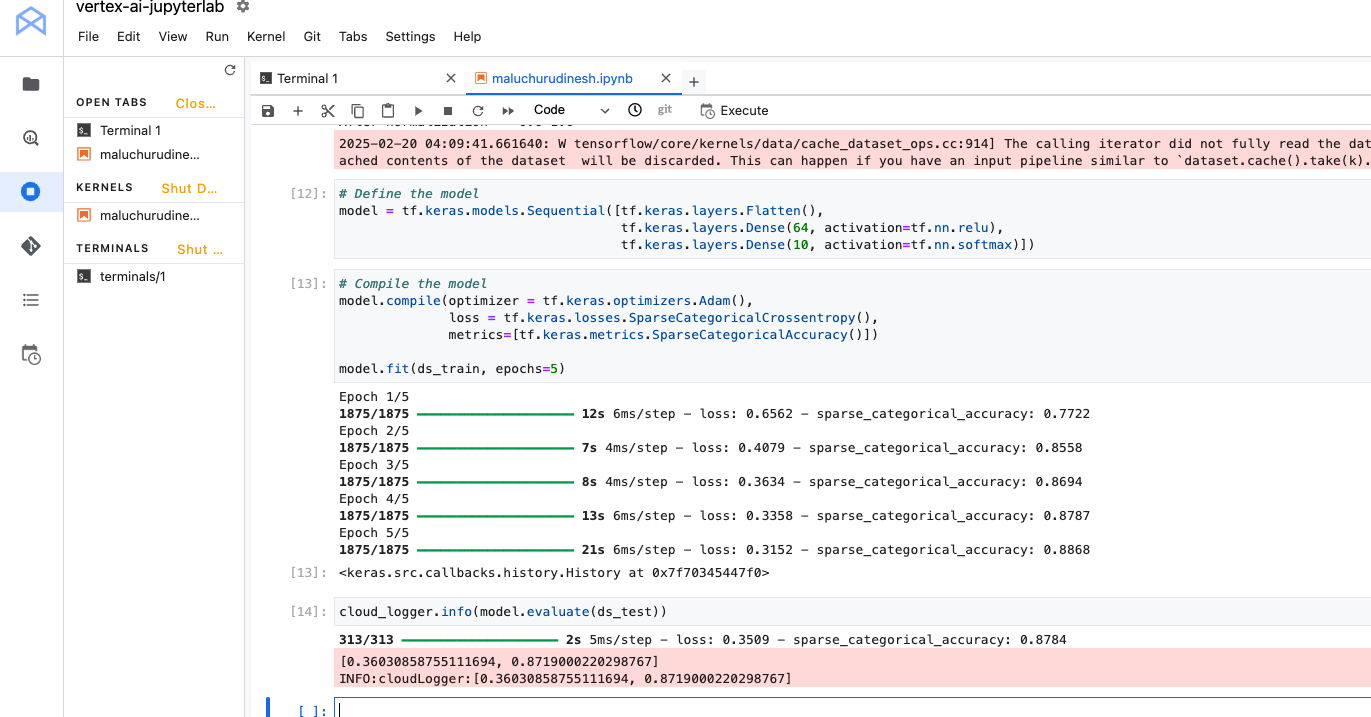 vertex-ai-jupyterlab
File Edit View Run Kernel Git Tabs Settings Help
OPEN TABS Clos...
Terminal 1
maluchurudine...
KERNELS Shut D...
maluchurudine...
TERMINALS Shut ...
terminals/1
Terminal 1
maluchurudinesh.ipynb
Code git Execute
2025-02-20 04:09:41.661640: W tensorflow/core/kernels/data/cache_dataset_ops.cc:914] The calling iterator did not fully read the dat
ached contents of the dataset  will be discarded. This can happen if you have an input pipeline similar to `dataset.cache().take(k).
[12]: # Define the model
model = tf.keras.models.Sequential([tf.keras.layers.Flatten(),
tf.keras.layers.Dense(64, activation=tf.nn.relu),
tf.keras.layers.Dense(10, activation=tf.nn.softmax)])
[13]: # Compile the model
model.compile(optimizer = tf.keras.optimizers.Adam(),
loss = tf.keras.losses.SparseCategoricalCrossentropy(),
metrics=[tf.keras.metrics.SparseCategoricalAccuracy()])
model.fit(ds_train, epochs=5)
Epoch 1/5
1875/1875 12s 6ms/step – loss: 0.6562 – sparse_categorical_accuracy: 0.7722
Epoch 2/5
1875/1875 7s 4ms/step – loss: 0.4079 – sparse_categorical_accuracy: 0.8558
Epoch 3/5
1875/1875 8s 4ms/step – loss: 0.3634 – sparse_categorical_accuracy: 0.8694
Epoch 4/5
1875/1875 13s 6ms/step – loss: 0.3358 – sparse_categorical_accuracy: 0.8787
Epoch 5/5
1875/1875 21s 6ms/step – loss: 0.3152 – sparse_categorical_accuracy: 0.8868
[13]: <keras.src.callbacks.history.History at 0x7f70345447f0>
[14]: cloud_logger.info(model.evaluate(ds_test))
313/313 2s 5ms/step – loss: 0.3509 – sparse_categorical_accuracy: 0.8784
[0.36030858755111694, 0.8719000220298767]
INFO:cloudLogger:[0.36030858755111694, 0.8719000220298767]
[ ]: